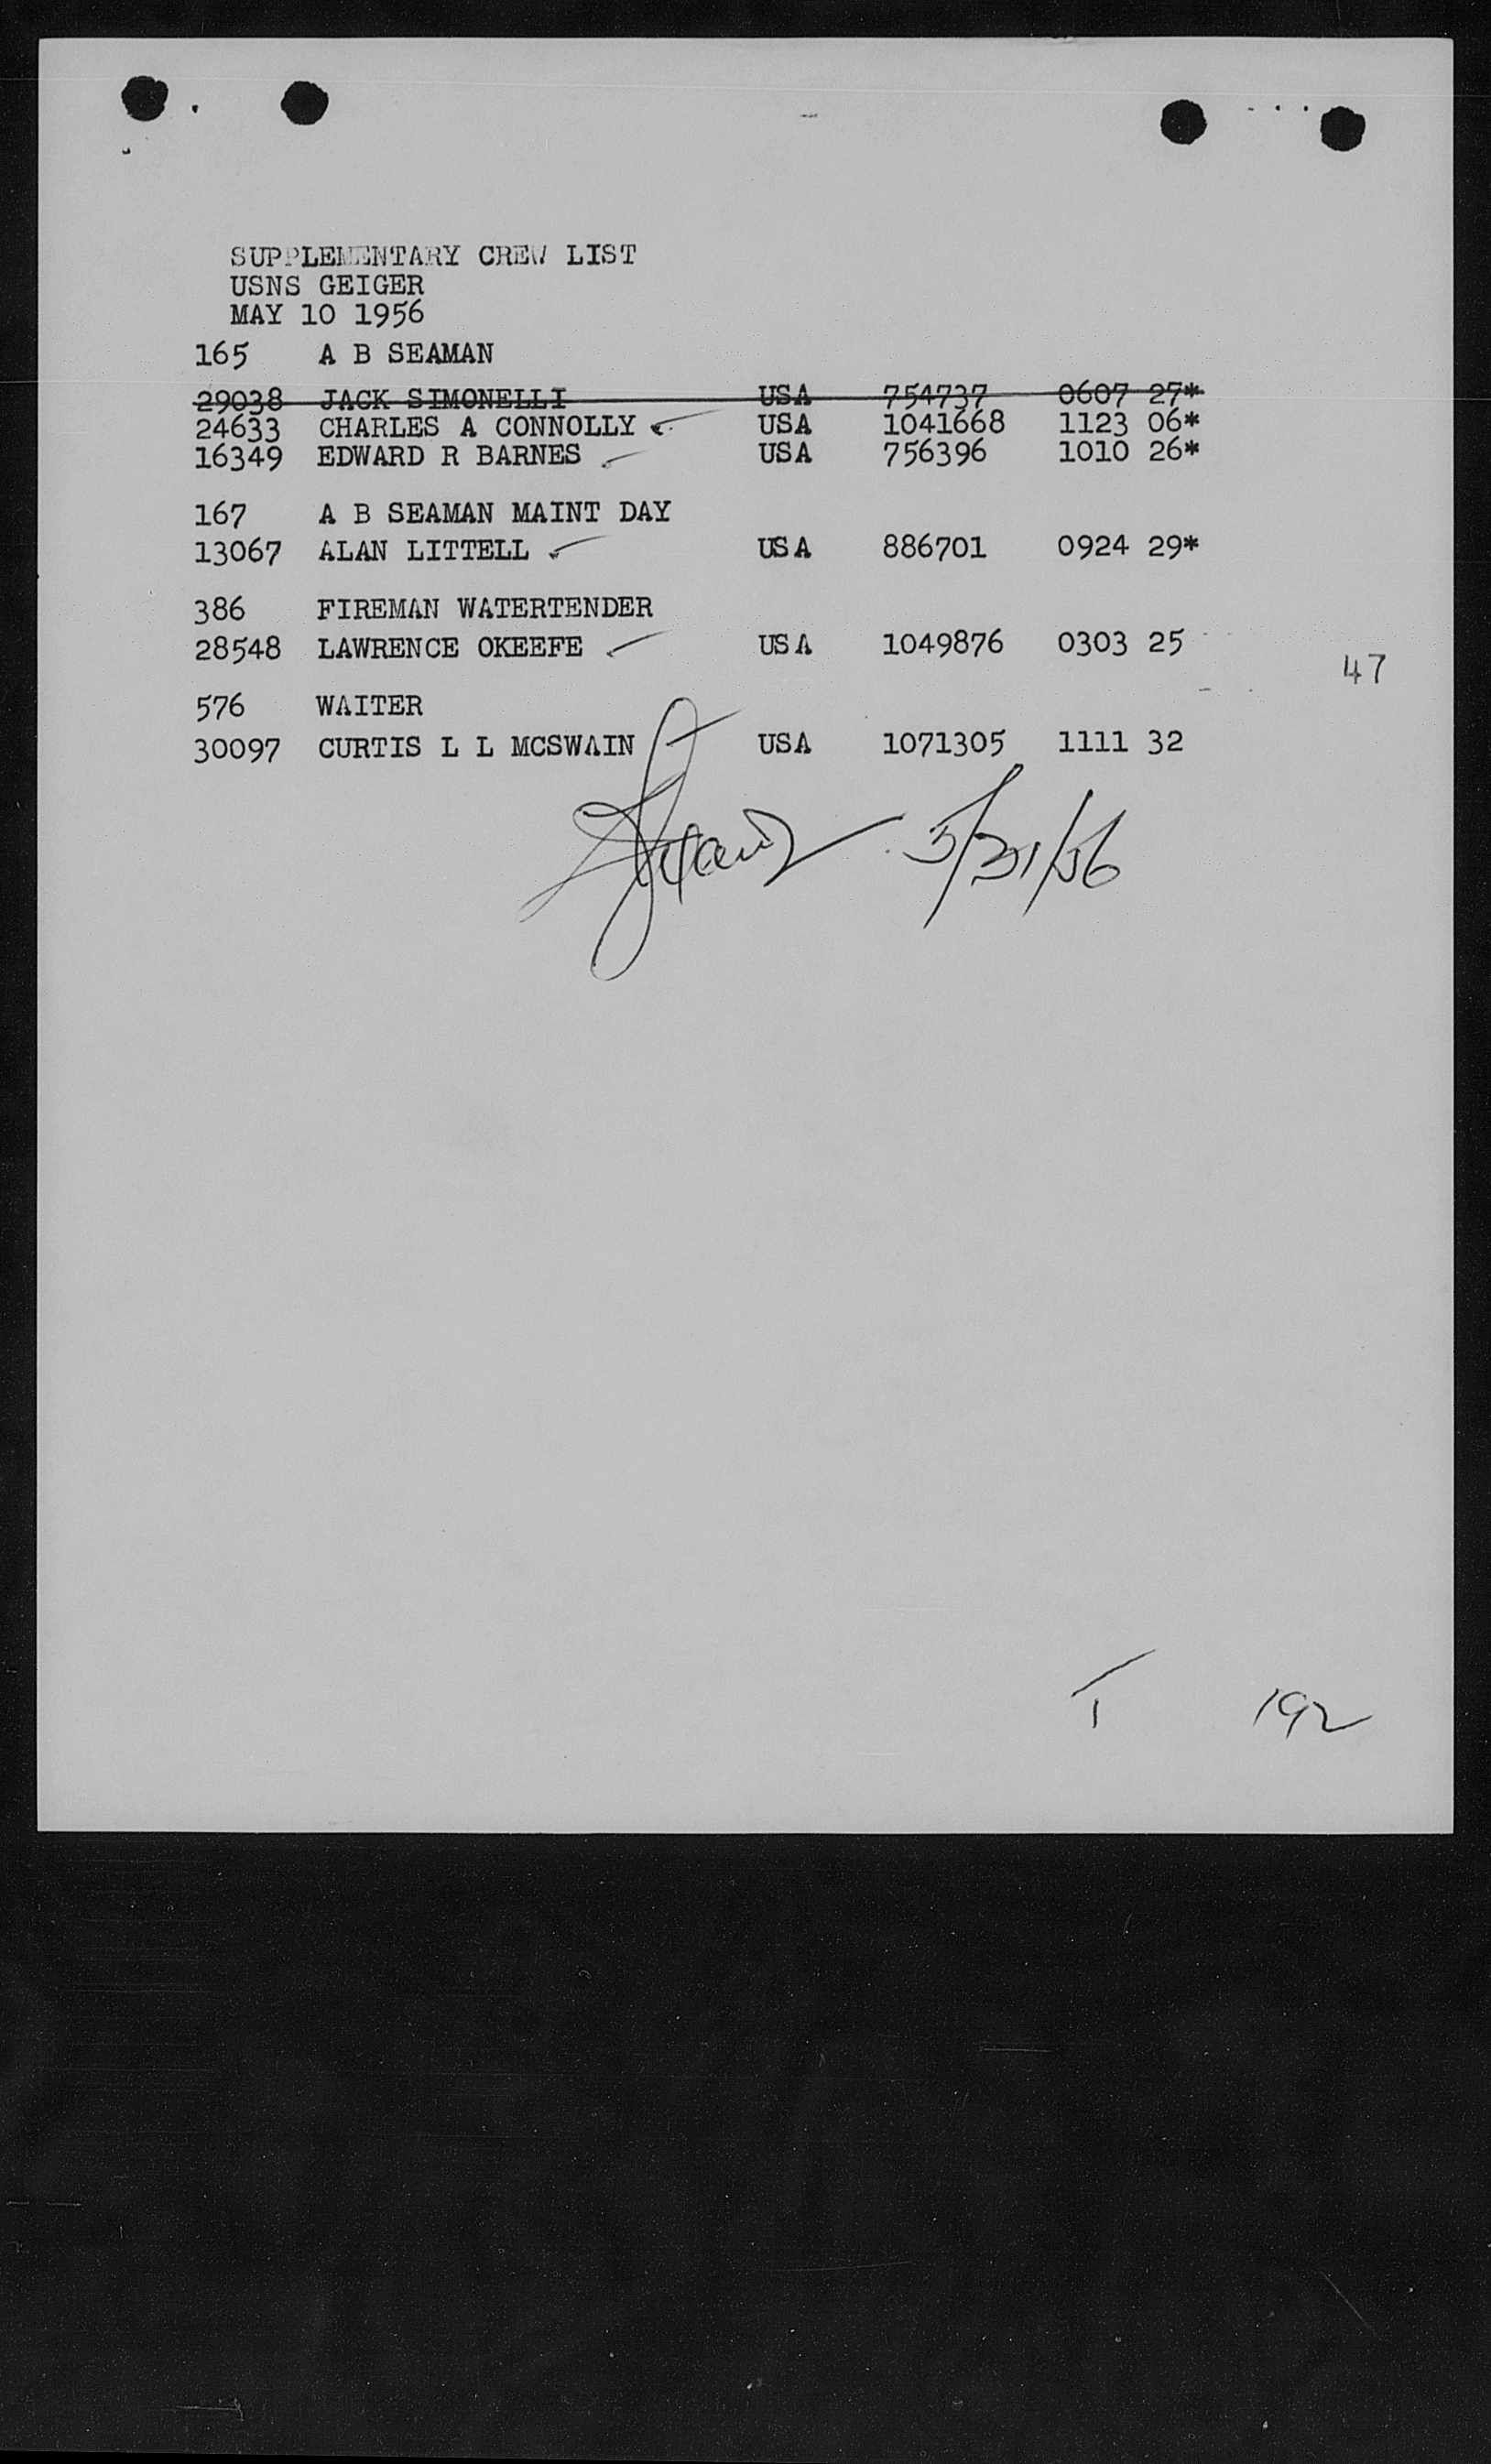 SUPPLEMENTARY CREW LIST
USNS GEIGER
MAY 10 1956
165 A B SEAMAN
29038 JACK SIMONELLI USA 754737 0607 27*
24633 CHARLES A CONNOLLY USA 1041668 1123 06*
16349 EDWARD R BARNES USA 756396 1010 26*
167 A B SEAMAN MAINT DAY
13067 ALAN LITTELL USA 886701 0924 29*
386 FIREMAN WATERTENDER
28548 LAWRENCE OKEEFE USA 1049876 0303 25
47
576 WAITER
30097 CURTIS L L MCSWAIN USA 1071305 1111 32
5/31/56
192